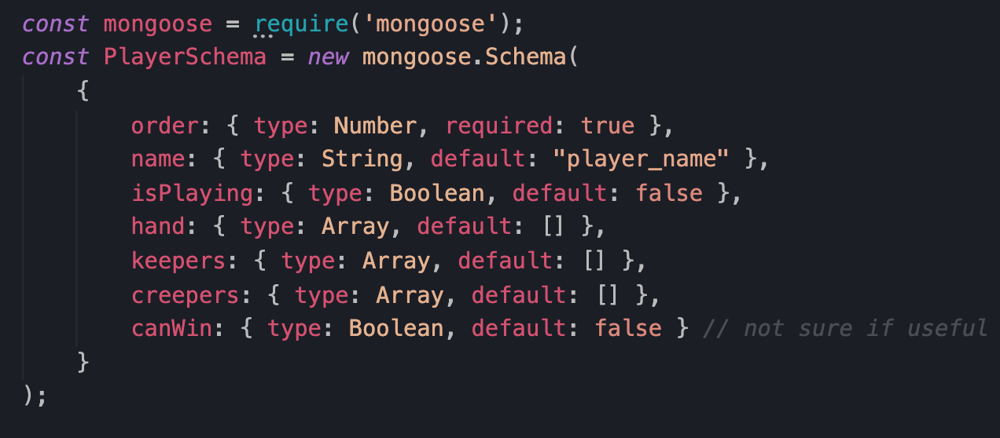 const mongoose = require('mongoose');
const PlayerSchema = new mongoose.Schema(
    {
        order: { type: Number, required: true },
        name: { type: String, default: "player_name" },
        isPlaying: { type: Boolean, default: false },
        hand: { type: Array, default: [] },
        keepers: { type: Array, default: [] },
        creepers: { type: Array, default: [] },
        canWin: { type: Boolean, default: false } // not sure if useful
    }
);